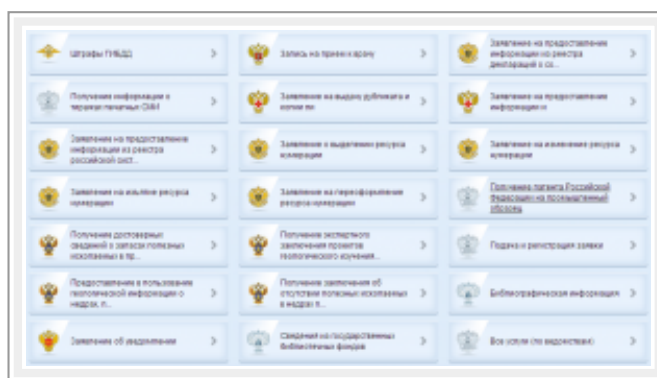 Штрафы ГИБДД
Запись на прием к врачу
Заявление на предоставление
информации из реестра
деклараций о со...
Получение информации о
тиражах печатных СМИ
Заявление на выдачу дубликата и
копии ли
Заявление на предоставление
информации и
Заявление на предоставление
информации из реестра
российской сист...
Заявление о выделении ресурса
нумерации
Заявление на изменение ресурса
нумерации
Заявление на изъятие ресурса
нумерации
Заявление на переоформление
ресурса нумерации
Получение патента Российской
Федерации на промышленный
образец
Получение достоверных
сведений о запасах полезных
ископаемых в пр...
Получение экспертного
заключения проектов
геологического изучения...
Подача и регистрация заявки
Предоставление в пользование
геологической информации о
недрах, п...
Получение заключения об
отсутствии полезных ископаемых
в недрах п...
Библиографическая информация
Заявление об уведомлении
Сведения из государственных
библиотечных фондов
Все услуги (по ведомствам)